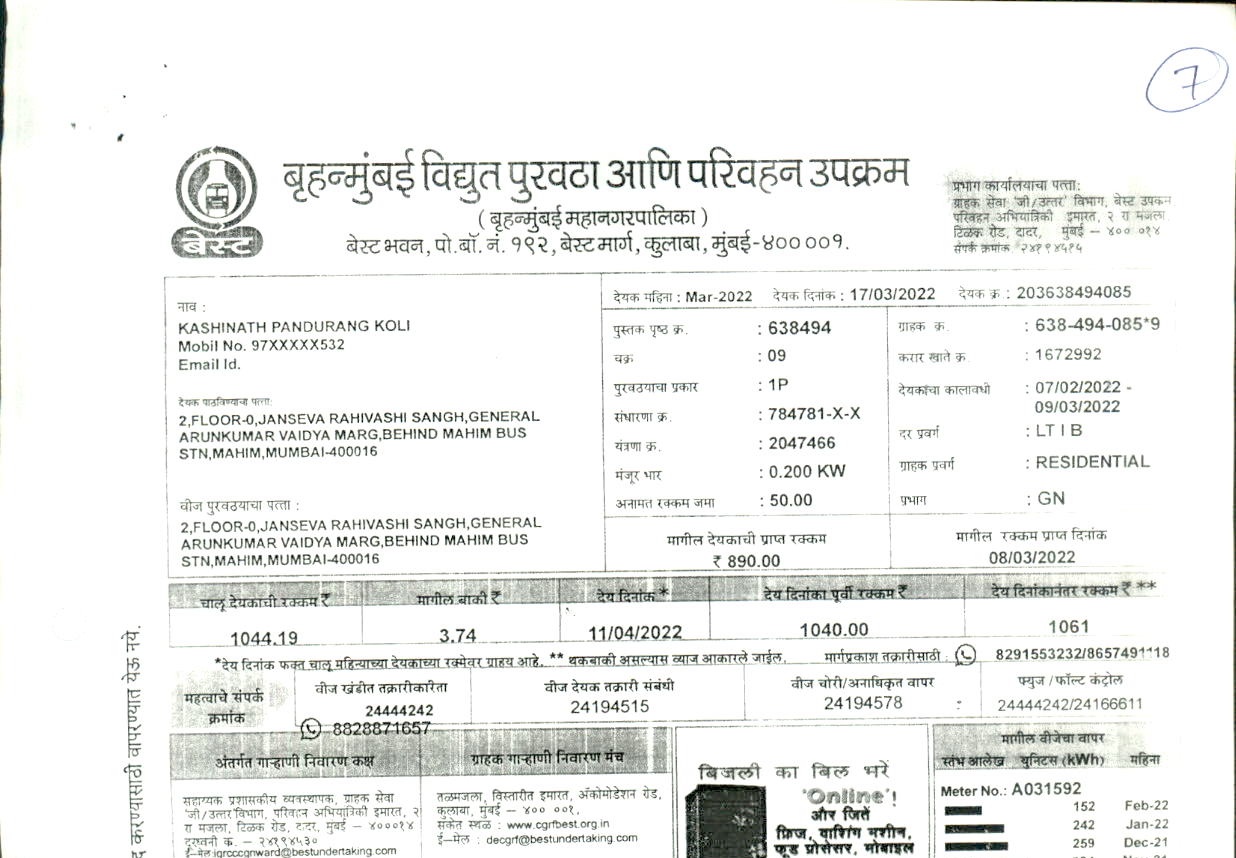 7
बृहन्मुंबई विद्युत पुरवठा आणि परिवहन उपक्रम
( बृहन्मुंबई महानगरपालिका )
बेस्ट भवन, पो.बॉ. नं. १९२, बेस्ट मार्ग, कुलाबा, मुंबई-४०० ००१.
बेस्ट
प्रभाग कार्यालयाचा पत्ता:
ग्राहक सेवा 'जी/उत्तर' विभाग, बेस्ट उपक्रम
परिवहन अभियांत्रिकी इमारत, २ रा मजला
टिळक रोड, दादर, मुंबई – ४०० ०१४
संपर्क क्रमांक २४१९४५१५
नाव :
KASHINATH PANDURANG KOLI
Mobil No. 97XXXXX532
Email Id.
देयक पाठविण्याचा पत्ता:
2,FLOOR-0,JANSEVA RAHIVASHI SANGH,GENERAL
ARUNKUMAR VAIDYA MARG,BEHIND MAHIM BUS
STN,MAHIM,MUMBAI-400016
वीज पुरवठयाचा पत्ता :
2,FLOOR-0,JANSEVA RAHIVASHI SANGH,GENERAL
ARUNKUMAR VAIDYA MARG,BEHIND MAHIM BUS
STN,MAHIM,MUMBAI-400016
देयक महिना : Mar-2022 देयक दिनांक : 17/03/2022 देयक क्र : 203638494085
पुस्तक पृष्ठ क्र. : 638494
चक्र : 09
पुरवठयाचा प्रकार : 1P
संधारणा क्र. : 784781-X-X
यंत्रणा क्र. : 2047466
मंजूर भार : 0.200 KW
अनामत रक्कम जमा : 50.00
ग्राहक क्र. : 638-494-085*9
करार खाते क्र. : 1672992
देयकाचा कालावधी : 07/02/2022 -
09/03/2022
दर प्रवर्ग : LT I B
ग्राहक प्रवर्ग : RESIDENTIAL
प्रभाग : GN
मागील देयकाची प्राप्त रक्कम
₹ 890.00
मागील रक्कम प्राप्त दिनांक
08/03/2022
चालू देयकाची रक्कम ₹ मागील बाकी ₹ देय दिनांक * देय दिनांका पूर्वी रक्कम ₹ देय दिनांकानंतर रक्कम ₹ **
1044.19 3.74 11/04/2022 1040.00 1061
*देय दिनांक फक्त चालू महिन्याच्या देयकाच्या रक्मेवर ग्राहय आहे. ** थकबाकी असल्यास व्याज आकारले जाईल. मार्गप्रकाश तक्रारीसाठी : 8291553232/8657491118
महत्वाचे संपर्क
क्रमांक
वीज खंडीत तक्रारीकरिता
24444242
8828871657
वीज देयक तक्रारी संबंधी
24194515
वीज चोरी/अनाधिकृत वापर
24194578 :
फ्युज/फॉल्ट कंट्रोल
24444242/24166611
अंतर्गत गाऱ्हाणी निवारण कक्ष
सहाय्यक प्रशासकीय व्यवस्थापक, ग्राहक सेवा
'जी/उत्तर'विभाग, परिवहन अभियांत्रिकी इमारत, २
रा मजला, टिळक रोड, दादर, मुंबई – ४०००१४
दूरध्वनी क. – २४१९४५३०
ई–मेल:igrcccgnward@bestundertaking.com
ग्राहक गाऱ्हाणी निवारण मंच
तळमजला, विस्तारीत इमारत, अ‍ॅकोमोडेशन रोड,
कुलाबा, मुंबई – ४०० ००१,
संकेत स्थळ : www.cgrfbest.org.in
ई–मेल : decgrf@bestundertaking.com
बिजली का बिल भरें
'Online'!
और जितें
फ्रिज, वाशिंग मशीन,
फूड प्रोसेसर, मोबाइल
मागील वीजेचा वापर
स्तंभ आलेख युनिटस (kWh) महिना
Meter No.: A031592
152 Feb-22
242 Jan-22
259 Dec-21
करण्यासाठी वापरण्यात येऊ नये.